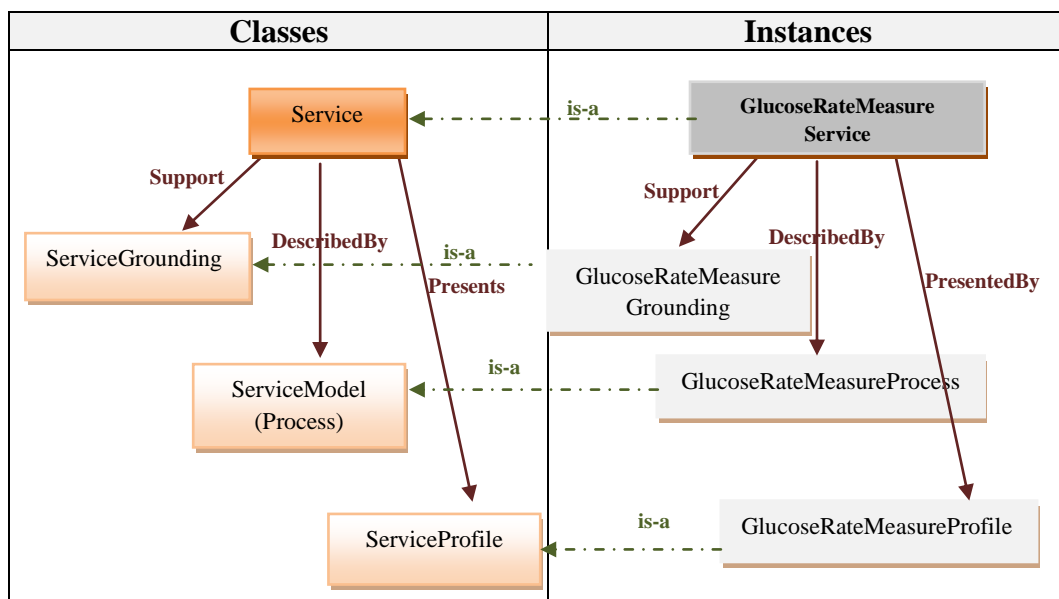 Classes
Instances
Service
is-a
GlucoseRateMeasure
Service
Support
Support
DescribedBy
DescribedBy
ServiceGrounding
is-a
GlucoseRateMeasure
Grounding
Presents
PresentedBy
ServiceModel
(Process)
is-a
GlucoseRateMeasureProcess
ServiceProfile
is-a
GlucoseRateMeasureProfile